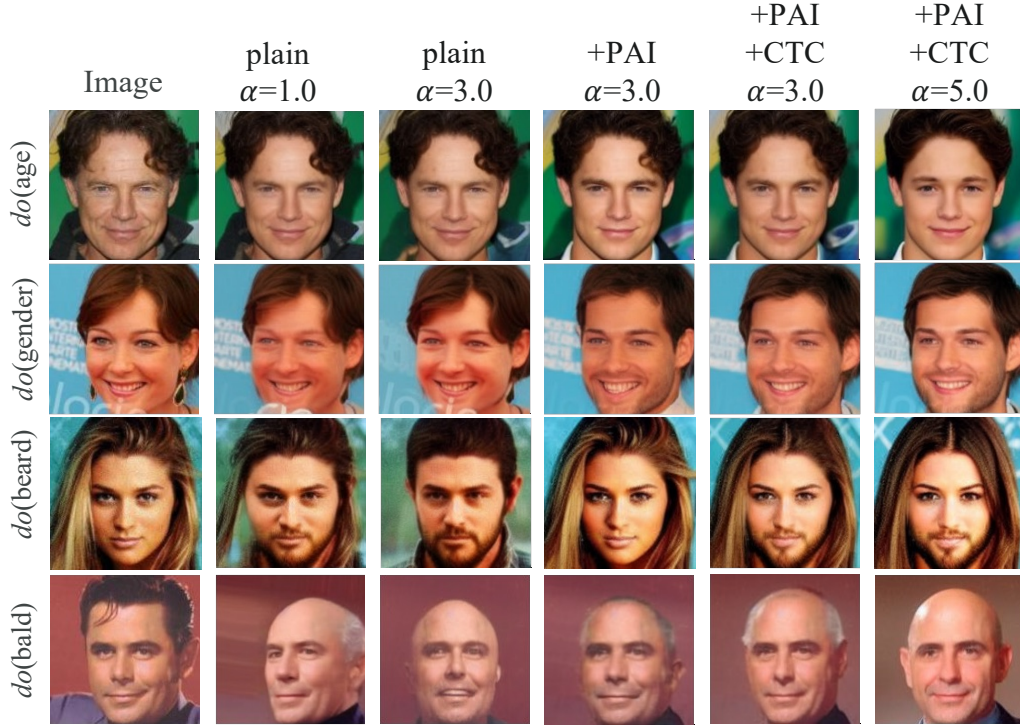 Image
plain
α=1.0
plain
α=3.0
+PAI
α=3.0
+PAI
+CTC
α=3.0
+PAI
+CTC
α=5.0
do(age)
do(gender)
do(beard)
do(bald)